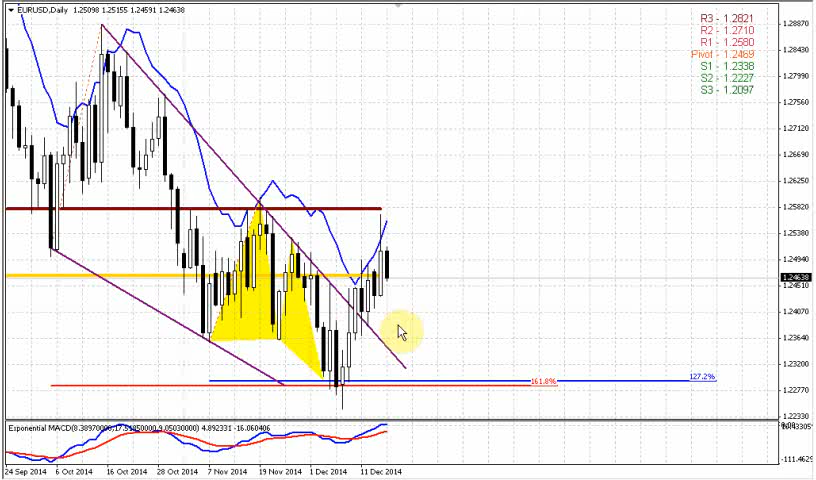 EURUSD,Daily 1.25098 1.25155 1.24591 1.24638
R3 - 1.2821
R2 - 1.2710
R1 - 1.2580
Pivot - 1.2469
S1 - 1.2338
S2 - 1.2227
S3 - 1.2097
1.28870
1.28430
1.27990
1.27560
1.27120
1.26690
1.26250
1.25820
1.25380
1.24940
1.24638
1.24510
1.24070
1.23640
1.23200
1.22770
1.22330
127.2%
161.8%
Exponential MACD(8.38970000,17.51850000,9.05030000) 4.892331 -16.060406
-111.4629
24 Sep 2014
6 Oct 2014
16 Oct 2014
28 Oct 2014
7 Nov 2014
19 Nov 2014
1 Dec 2014
11 Dec 2014